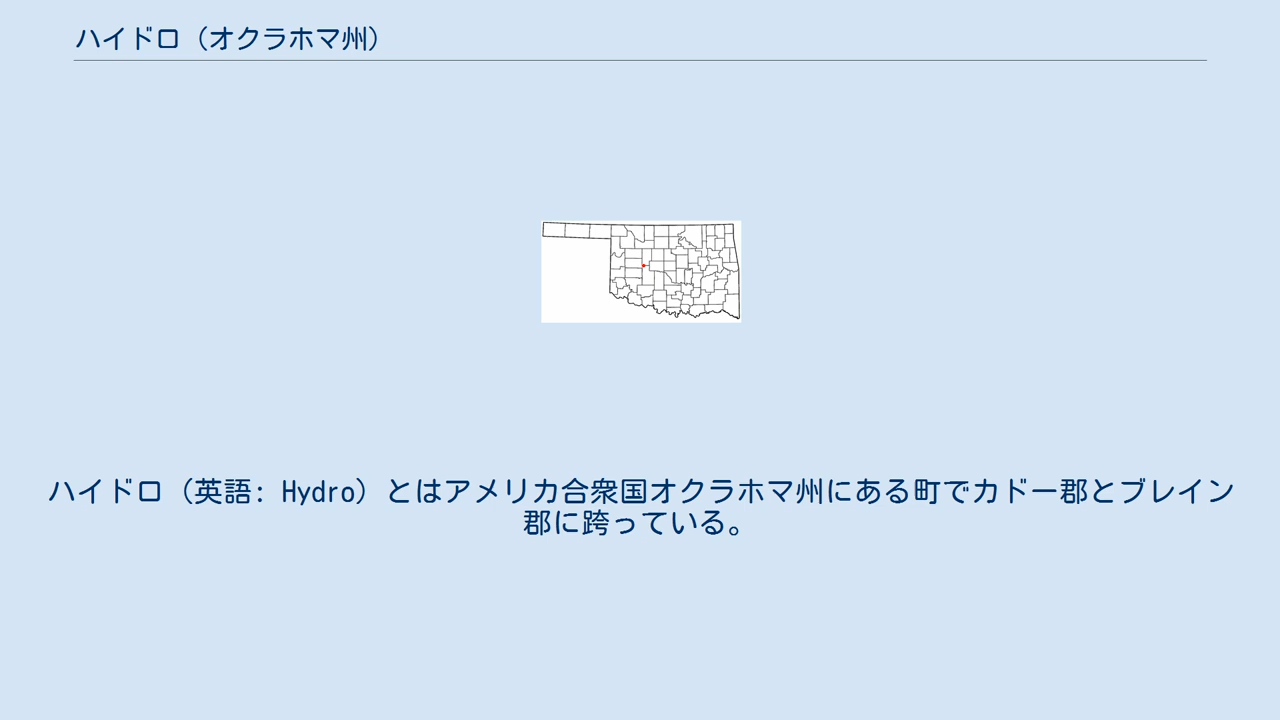 ハイドロ（オクラホマ州）
ハイドロ（英語: Hydro）とはアメリカ合衆国オクラホマ州にある町でカドー郡とブレイン
郡に跨っている。